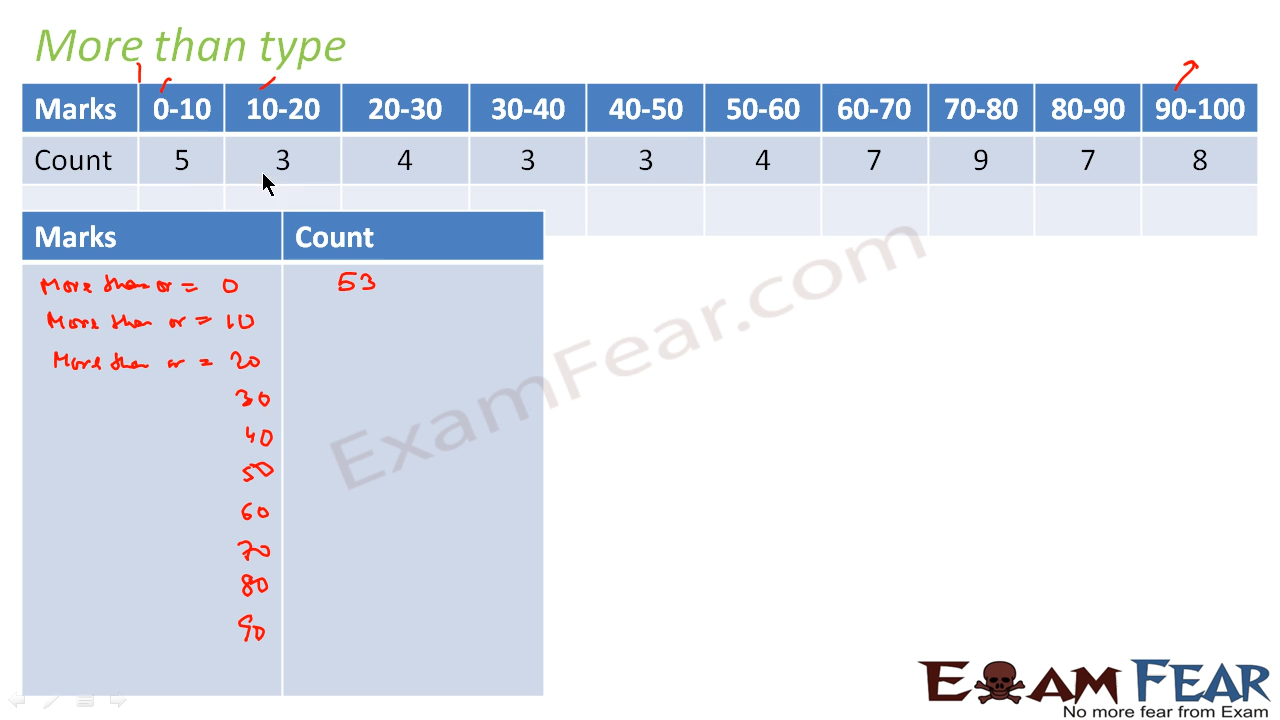 More than type
Marks 0-10 10-20 20-30 30-40 40-50 50-60 60-70 70-80 80-90 90-100
Count 5 3 4 3 3 4 7 9 7 8
Marks Count
More than or = 0 53
More than or = 10
More than or = 20
30
40
50
60
70
80
90
ExamFear.com
EXAM FEAR
No more fear from Exam